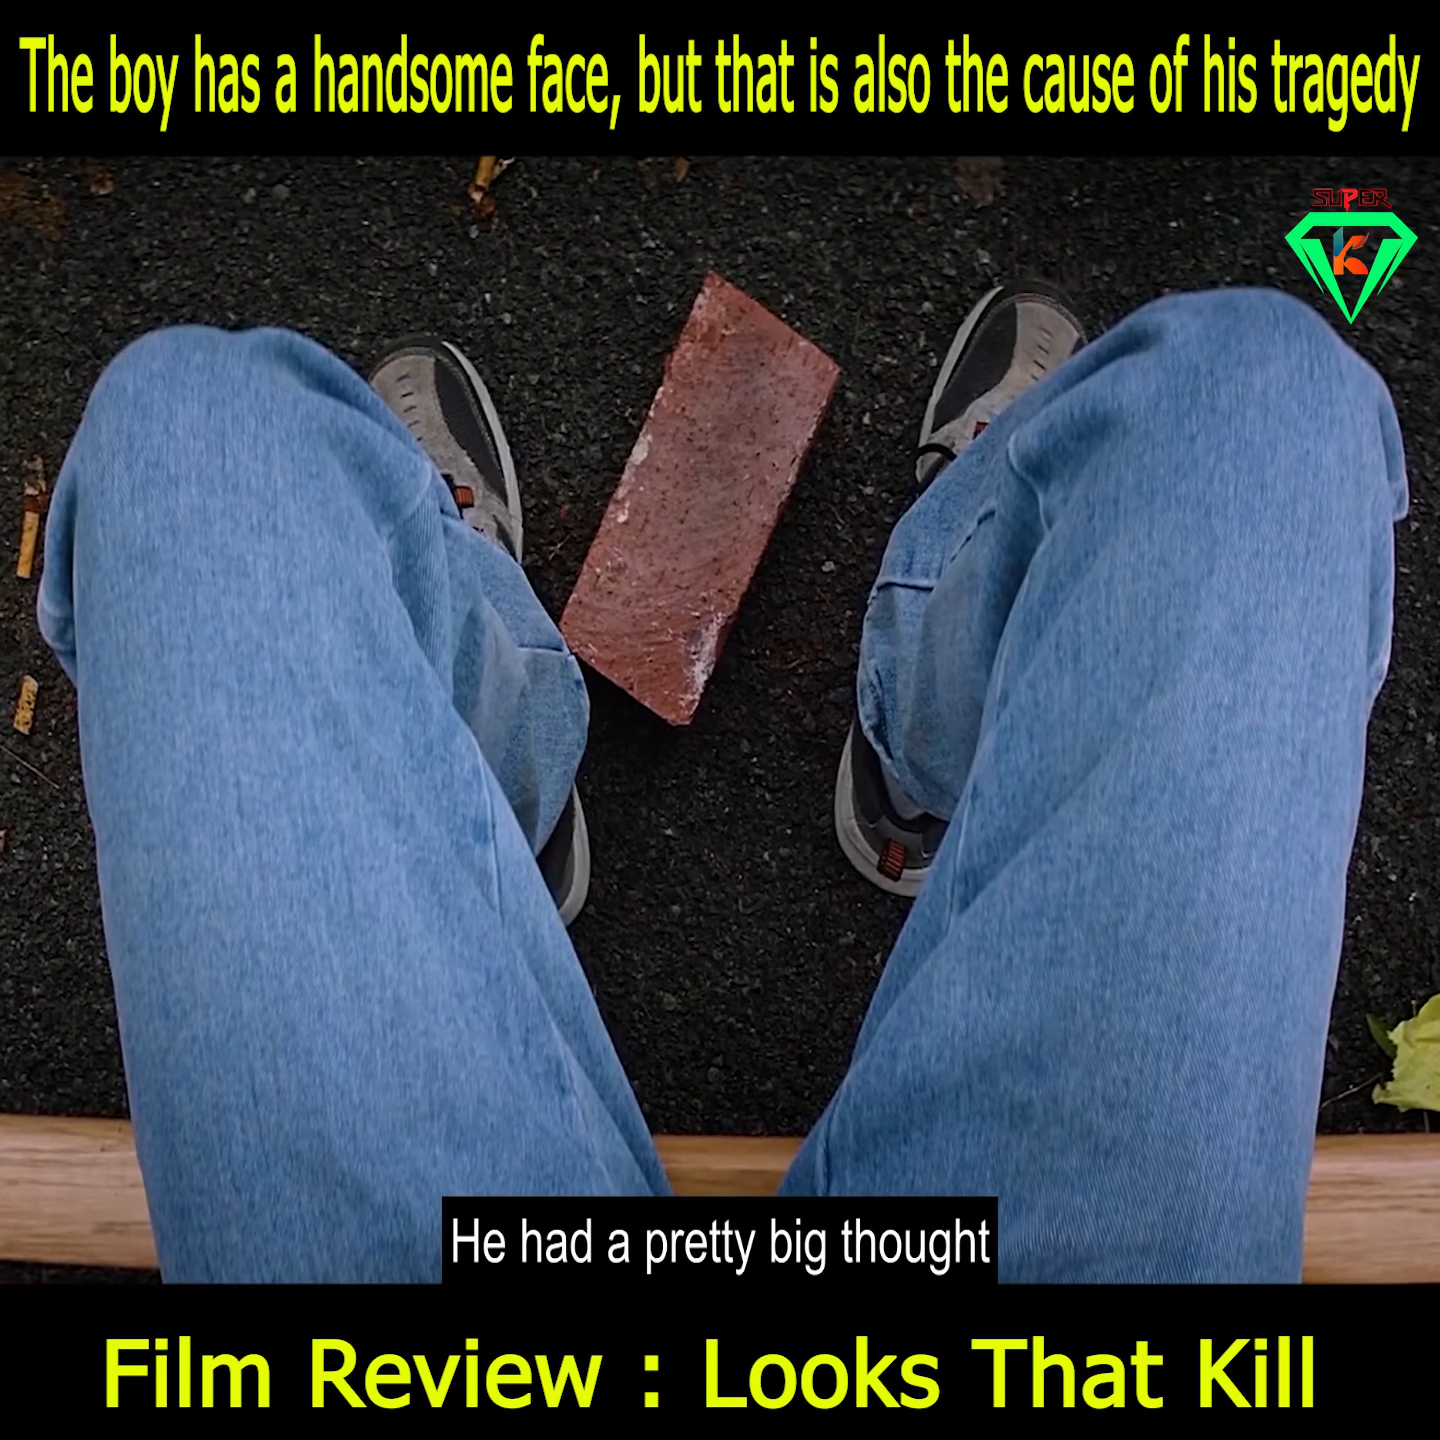 The boy has a handsome face, but that is also the cause of his tragedy
SUPER
K
He had a pretty big thought
Film Review : Looks That Kill